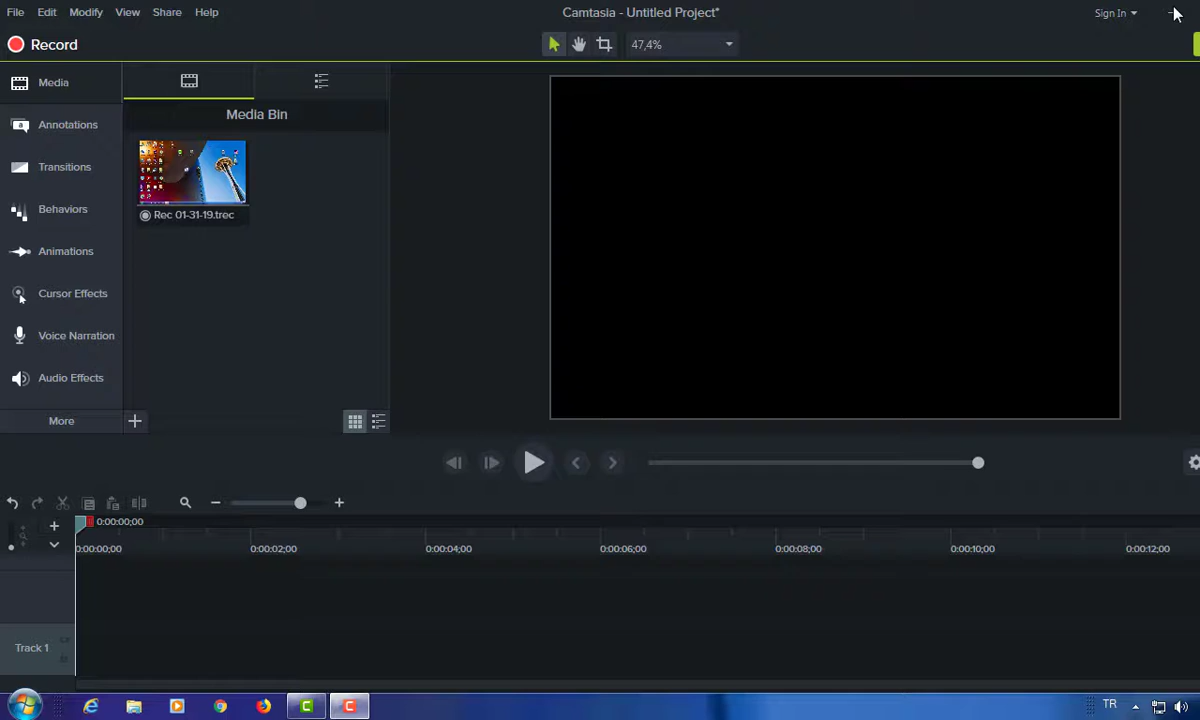 File Edit Modify View Share Help
Camtasia - Untitled Project*
Sign In
Record
47,4%
Media
Annotations
Transitions
Behaviors
Animations
Cursor Effects
Voice Narration
Audio Effects
More
Media Bin
Rec 01-31-19.trec
0:00:00;00
0:00:00;00 0:00:02;00 0:00:04;00 0:00:06;00 0:00:08;00 0:00:10;00 0:00:12;00
Track 1
TR